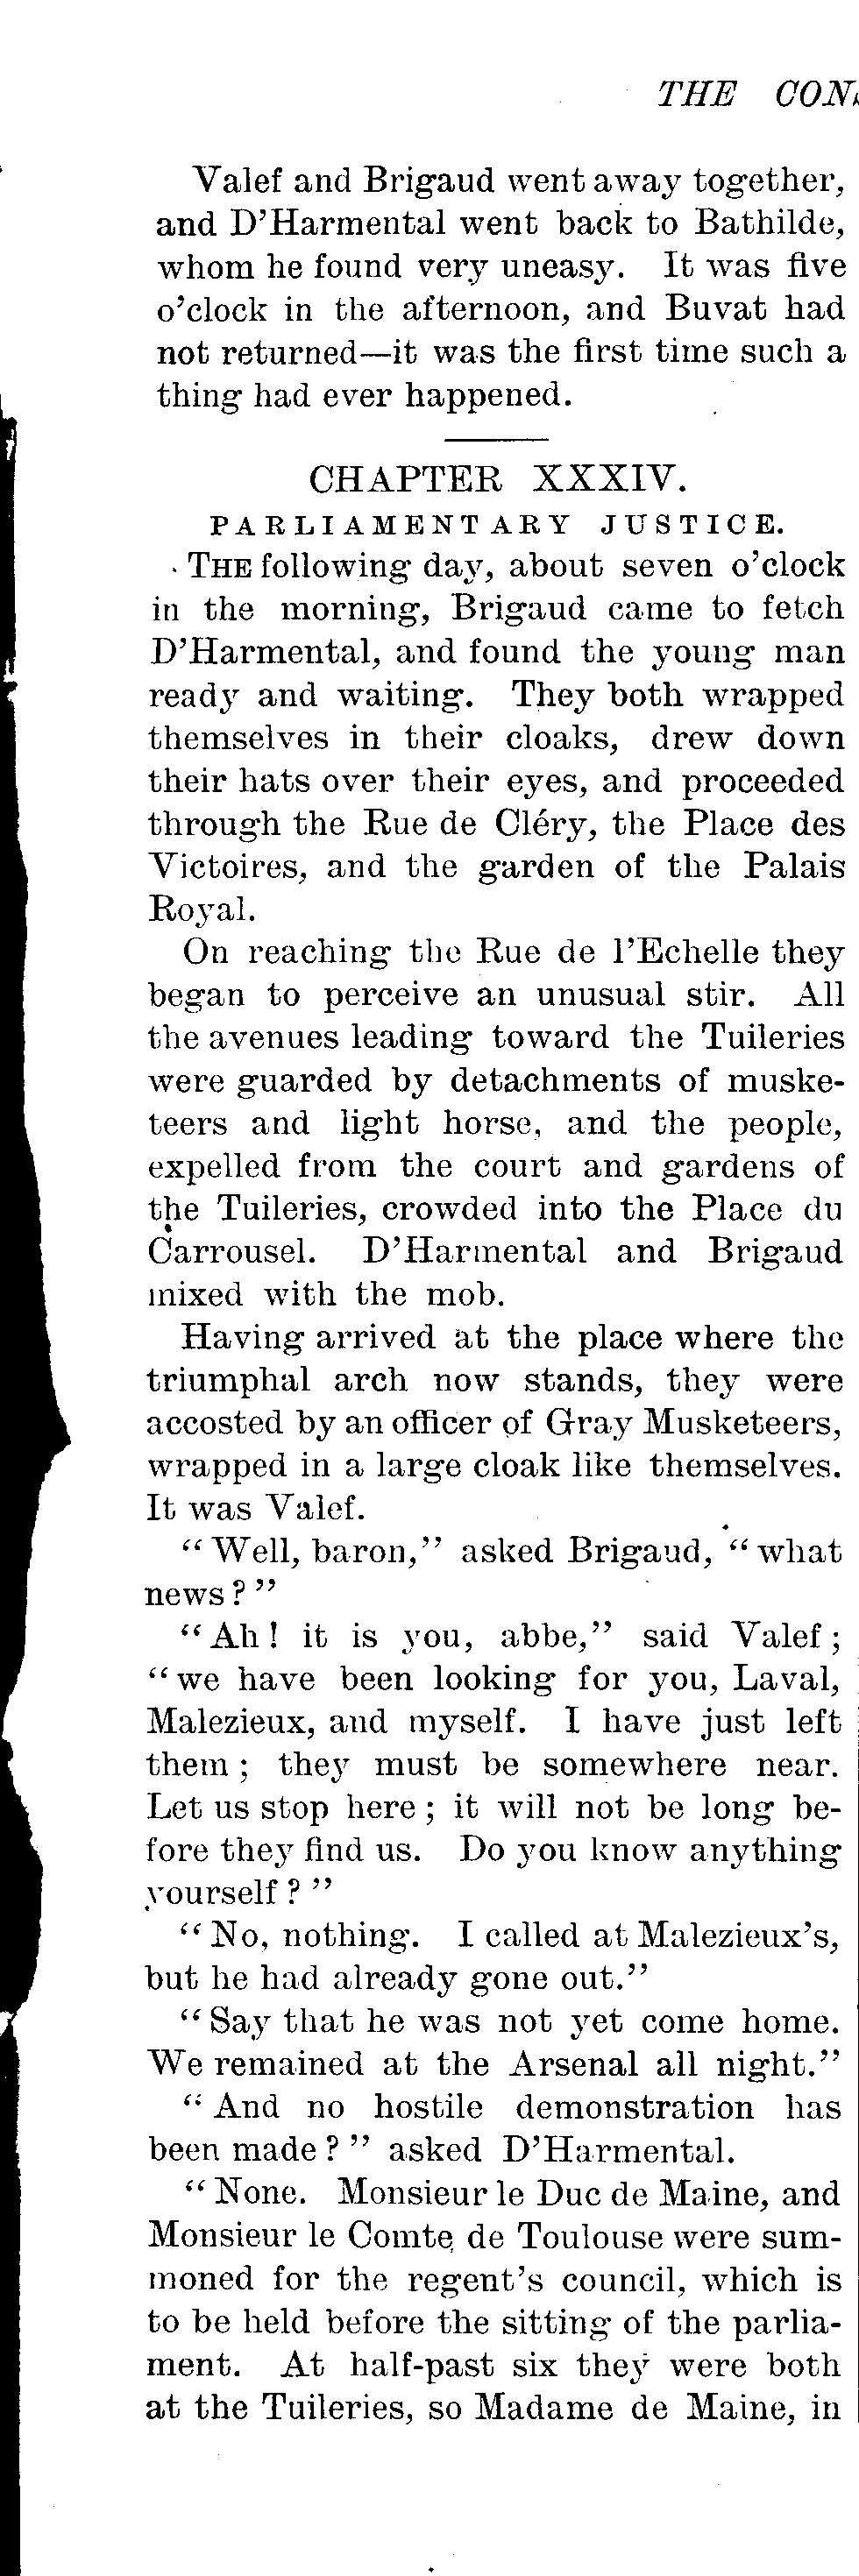 THE CONS
Valef and Brigaud went away together,
and D'Harmental went back to Bathilde,
whom he found very uneasy. It was five
o'clock in the afternoon, and Buvat had
not returned—it was the first time such a
thing had ever happened.
CHAPTER XXXIV.
PARLIAMENTARY JUSTICE.
THE following day, about seven o'clock
in the morning, Brigaud came to fetch
D'Harmental, and found the young man
ready and waiting. They both wrapped
themselves in their cloaks, drew down
their hats over their eyes, and proceeded
through the Rue de Cléry, the Place des
Victoires, and the garden of the Palais
Royal.
On reaching the Rue de l'Echelle they
began to perceive an unusual stir. All
the avenues leading toward the Tuileries
were guarded by detachments of muske-
teers and light horse, and the people,
expelled from the court and gardens of
the Tuileries, crowded into the Place du
Carrousel. D'Harmental and Brigaud
mixed with the mob.
Having arrived at the place where the
triumphal arch now stands, they were
accosted by an officer of Gray Musketeers,
wrapped in a large cloak like themselves.
It was Valef.
"Well, baron," asked Brigaud, "what
news?"
"Ah! it is you, abbe," said Valef;
"we have been looking for you, Laval,
Malezieux, and myself. I have just left
them; they must be somewhere near.
Let us stop here; it will not be long be-
fore they find us. Do you know anything
yourself?"
"No, nothing. I called at Malezieux's,
but he had already gone out."
"Say that he was not yet come home.
We remained at the Arsenal all night."
"And no hostile demonstration has
been made?" asked D'Harmental.
"None. Monsieur le Duc de Maine, and
Monsieur le Comte de Toulouse were sum-
moned for the regent's council, which is
to be held before the sitting of the parlia-
ment. At half-past six they were both
at the Tuileries, so Madame de Maine, in